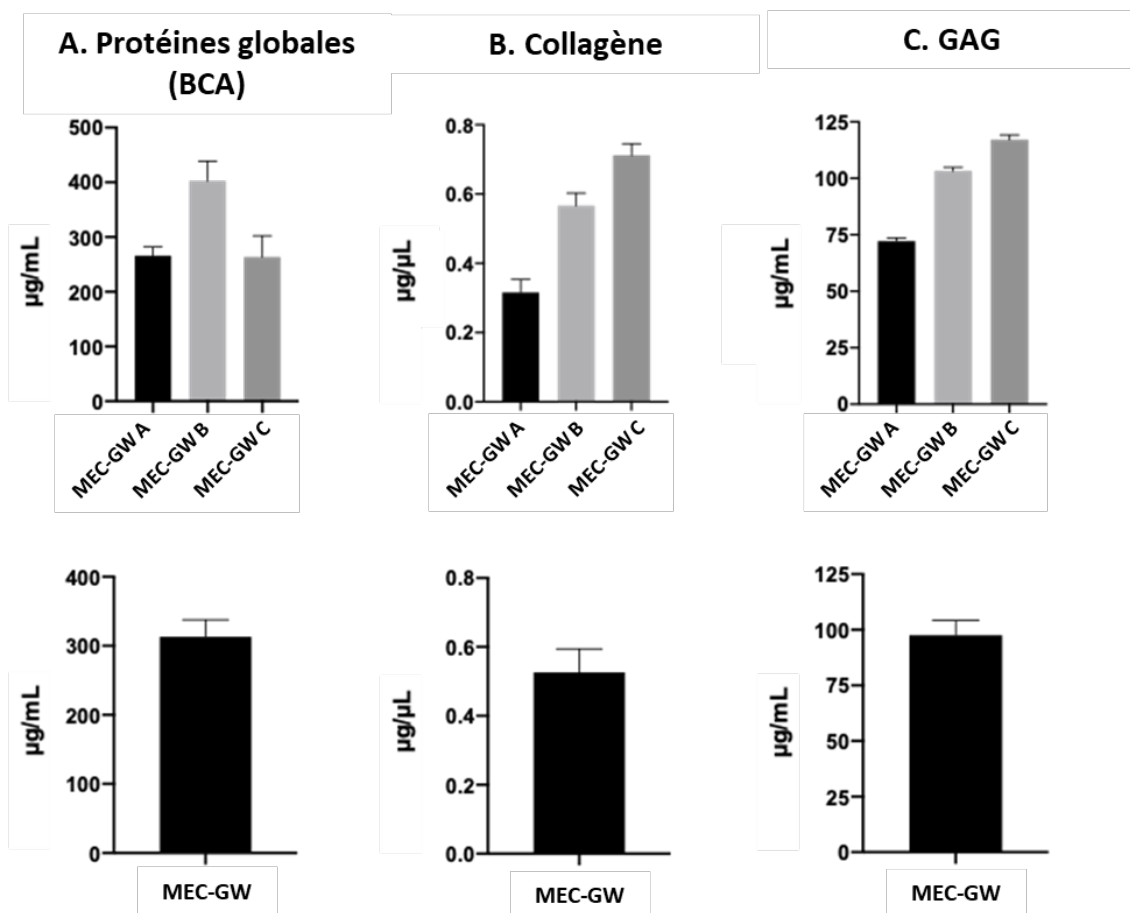 A. Protéines globales
(BCA)
B. Collagène
C. GAG
500
400
300
200
100
0
µg/mL
MEC-GW A
MEC-GW B
MEC-GW C
0.8
0.6
0.4
0.2
0.0
µg/µL
MEC-GW A
MEC-GW B
MEC-GW C
125
100
75
50
25
0
µg/mL
MEC-GW A
MEC-GW B
MEC-GW C
400
300
200
100
0
µg/mL
MEC-GW
0.8
0.6
0.4
0.2
0.0
µg/µL
MEC-GW
125
100
75
50
25
0
µg/mL
MEC-GW